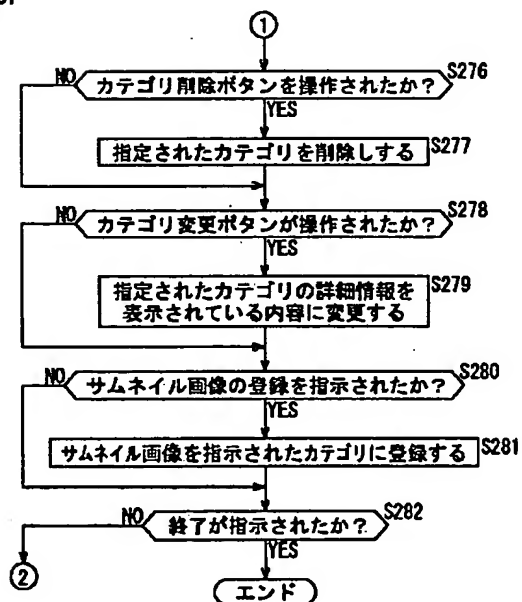 ①
NO カテゴリ削除ボタンを操作されたか? S276
YES
指定されたカテゴリを削除しする S277
NO カテゴリ変更ボタンが操作されたか? S278
YES
指定されたカテゴリの詳細情報を S279
表示されている内容に変更する
NO サムネイル画像の登録を指示されたか? S280
YES
サムネイル画像を指示されたカテゴリに登録する S281
NO 終了が指示されたか? S282
YES
②
エンド